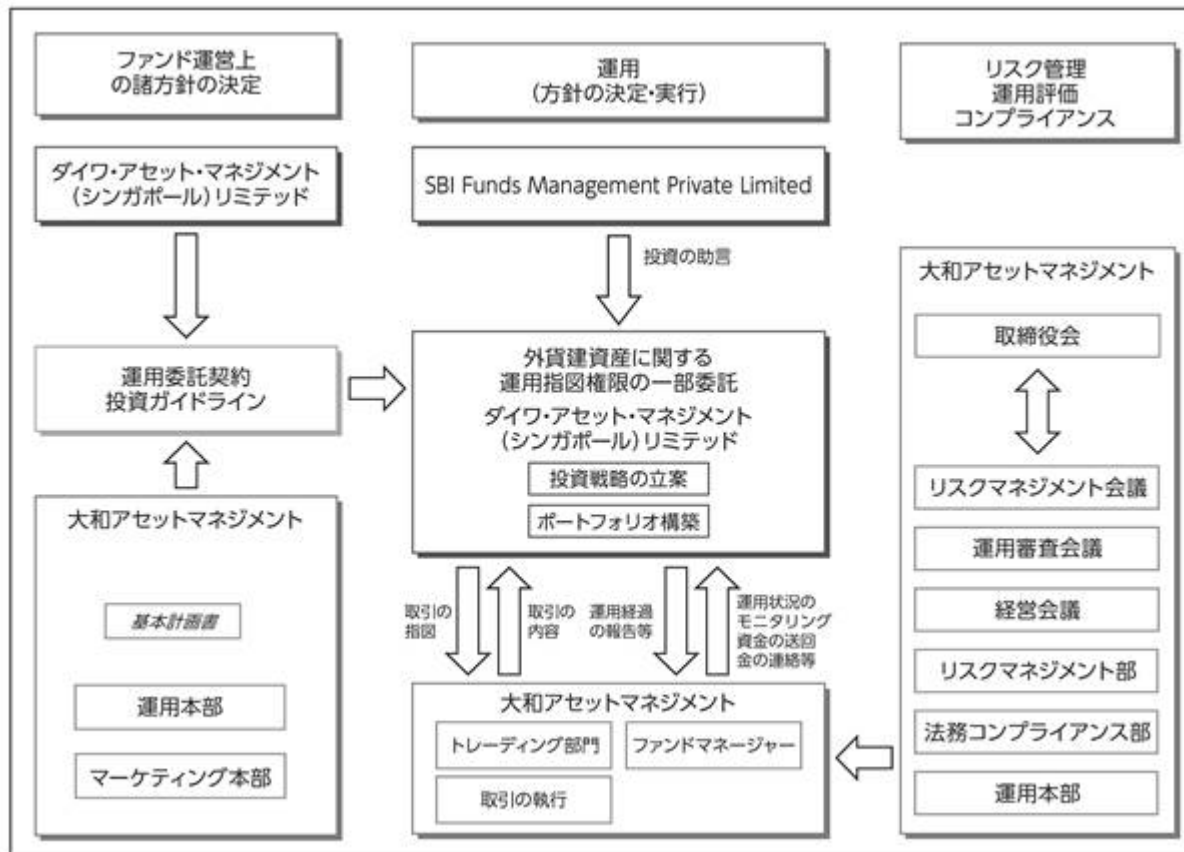 ファンド運営上
の諸方針の決定
運用
(方針の決定・実行)
リスク管理
運用評価
コンプライアンス
ダイワ・アセット・マネジメント
(シンガポール)リミテッド
SBI Funds Management Private Limited
投資の助言
運用委託契約
投資ガイドライン
外貨建資産に関する
運用指図権限の一部委託
ダイワ・アセット・マネジメント
(シンガポール)リミテッド
投資戦略の立案
ポートフォリオ構築
大和アセットマネジメント
基本計画書
運用本部
マーケティング本部
取引の
指図
取引の
内容
運用経過
の報告等
運用状況の
モニタリング
資金の送回
金の連絡等
大和アセットマネジメント
トレーディング部門
ファンドマネージャー
取引の執行
大和アセットマネジメント
取締役会
リスクマネジメント会議
運用審査会議
経営会議
リスクマネジメント部
法務コンプライアンス部
運用本部